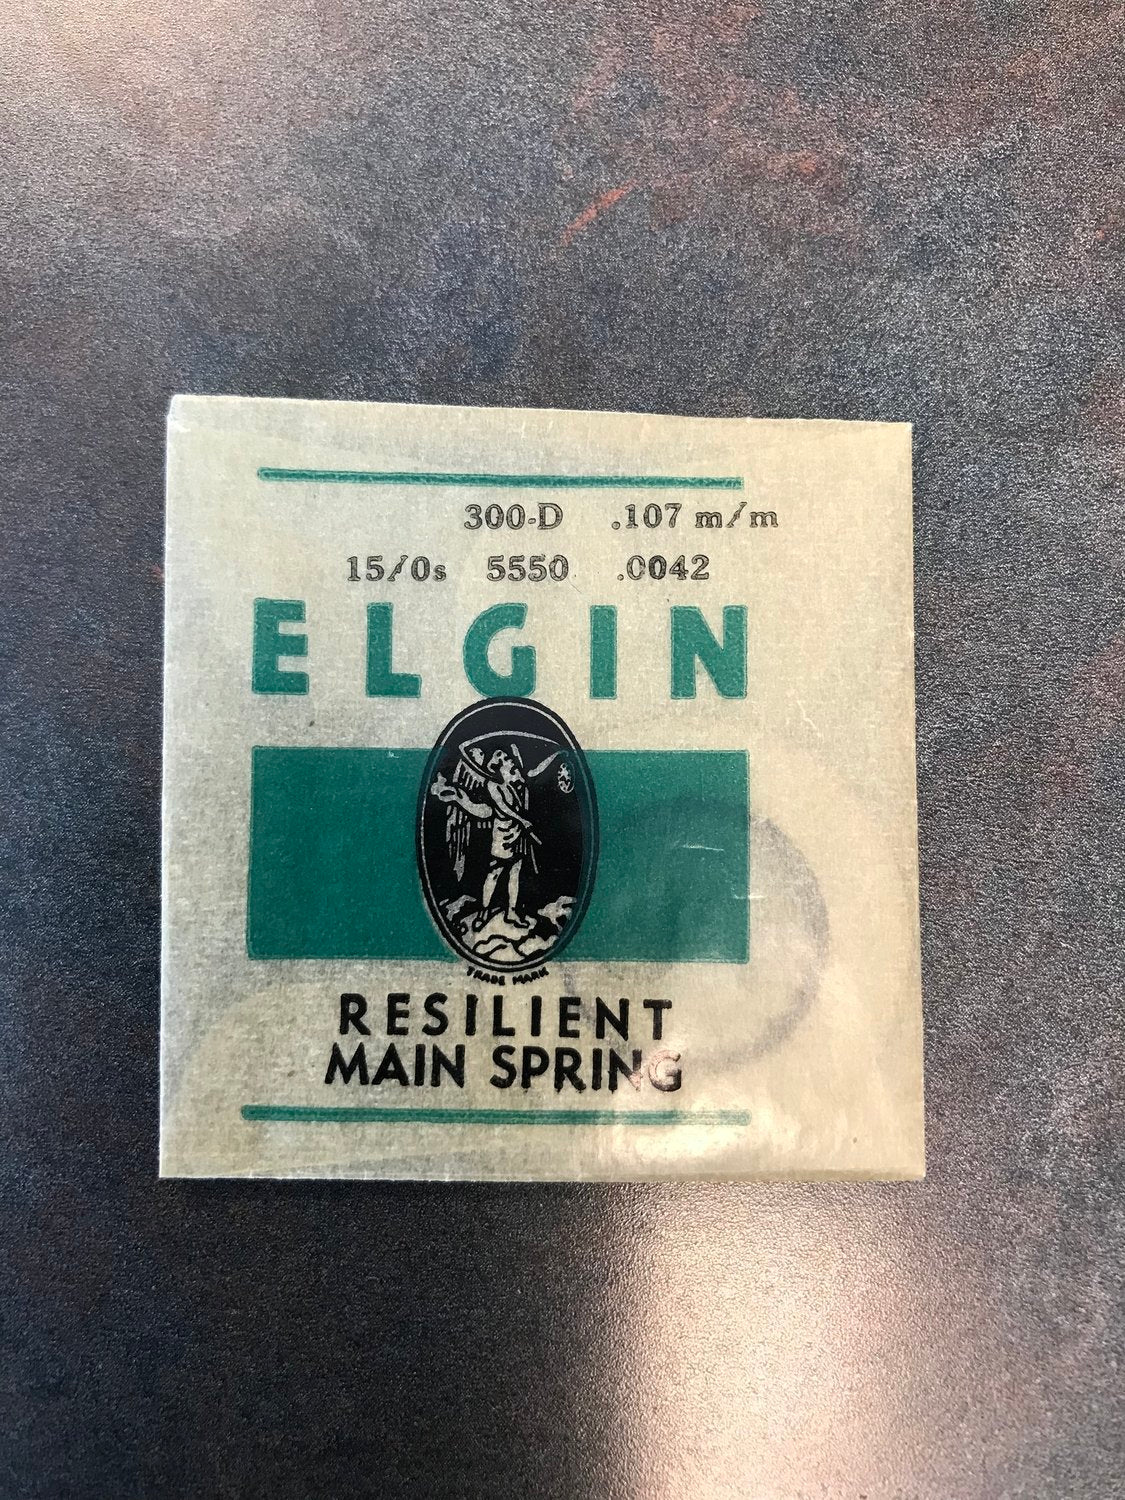 300-D .107 m/m
15/0s 5550 .0042
ELGIN
TRADE MARK
RESILIENT
MAIN SPRING